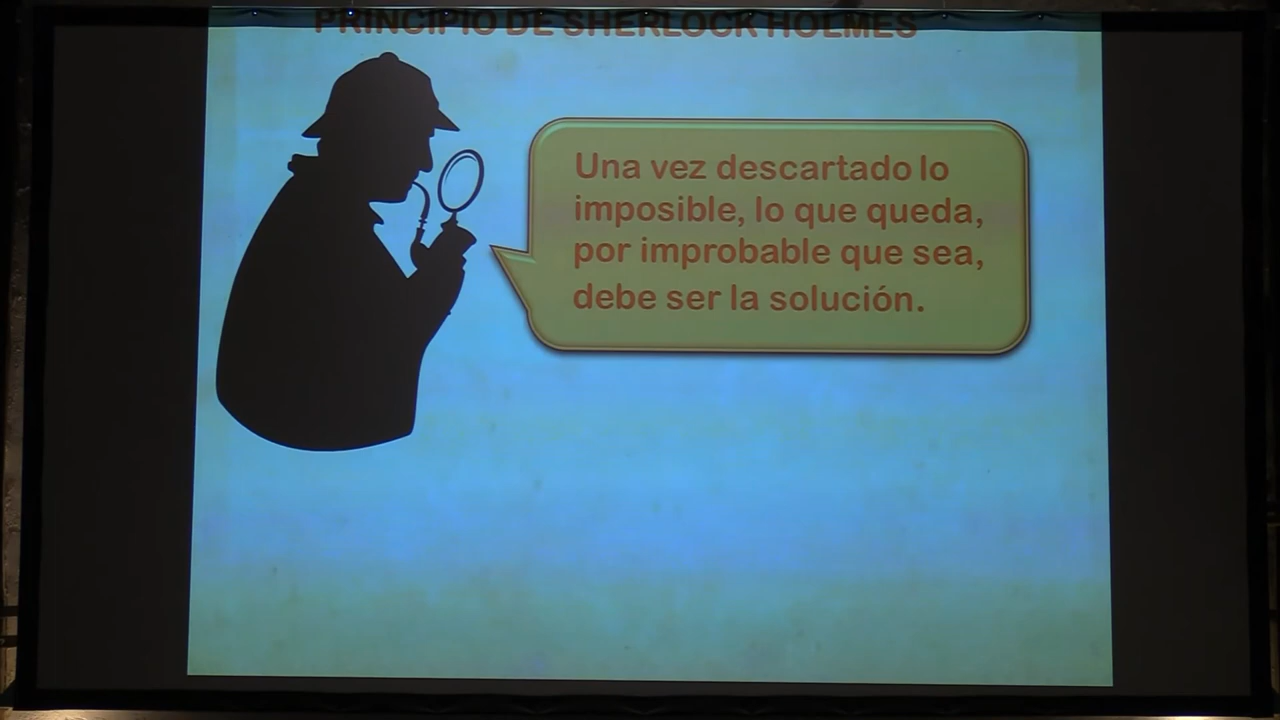 PRINCIPIO DE SHERLOCK HOLMES
Una vez descartado lo
imposible, lo que queda,
por improbable que sea,
debe ser la solución.